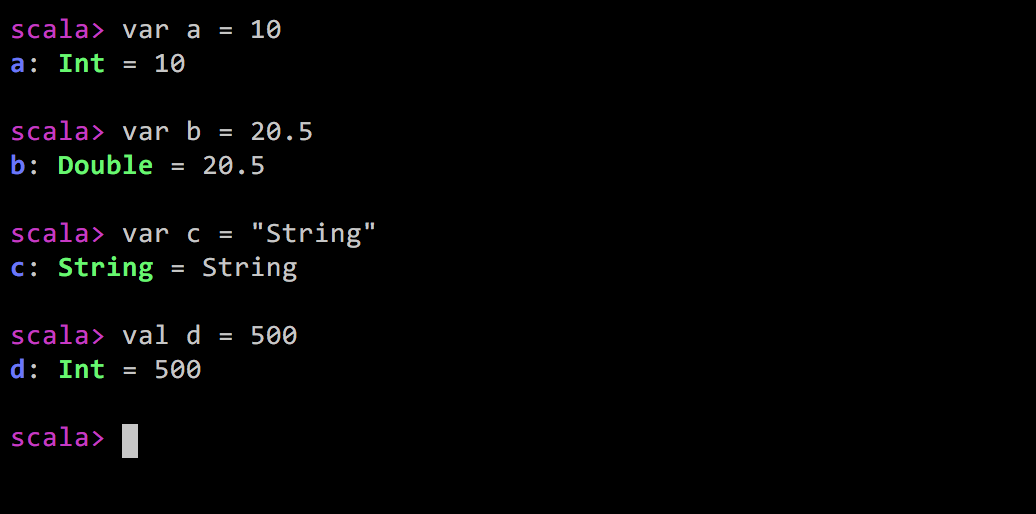 scala> var a = 10
a: Int = 10
scala> var b = 20.5
b: Double = 20.5
scala> var c = "String"
c: String = String
scala> val d = 500
d: Int = 500
scala>